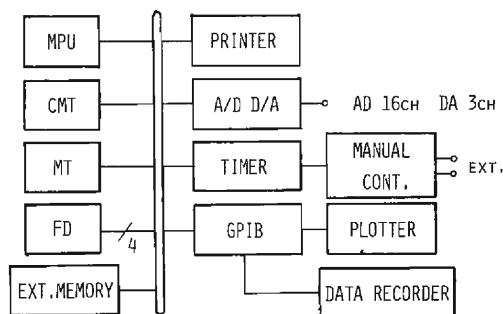 MPU
PRINTER
CMT
A/D D/A
AD 16CH DA 3CH
MT
TIMER
MANUAL
CONT.
EXT.
FD
4
GPIB
PLOTTER
EXT.MEMORY
DATA RECORDER